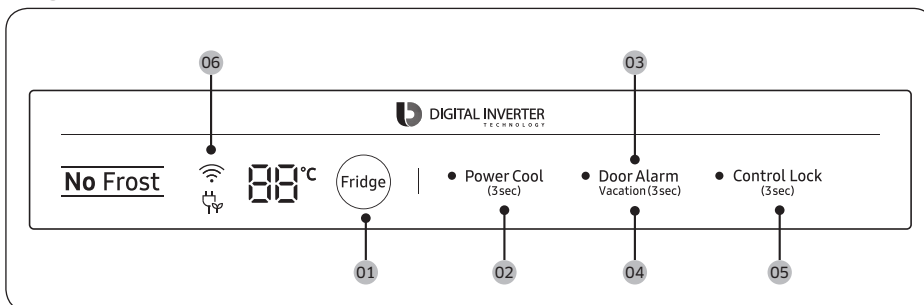 06
03
DIGITAL INVERTER
TECHNOLOGY
No Frost
88°C
Fridge
Power Cool
(3sec)
Door Alarm
Vacation(3sec)
Control Lock
(3sec)
01
02
04
05